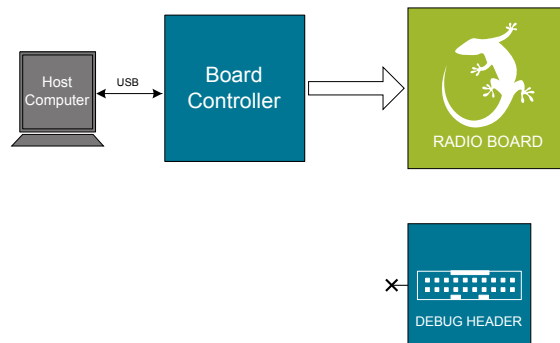 Host
Computer
USB
Board
Controller
RADIO BOARD
DEBUG HEADER